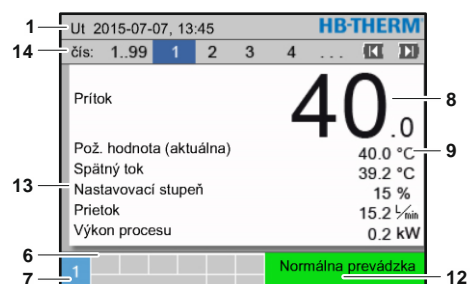 1 Ut 2015-07-07, 13:45 HB-THERM
14 čís: 1..99 1 2 3 4 ...
Prítok 40.0 8
Pož. hodnota (aktuálna) 40.0 °C 9
Spätný tok 39.2 °C
13 Nastavovací stupeň 15 %
Prietok 15.2 L/min
Výkon procesu 0.2 kW
6
7 1 Normálna prevádzka 12